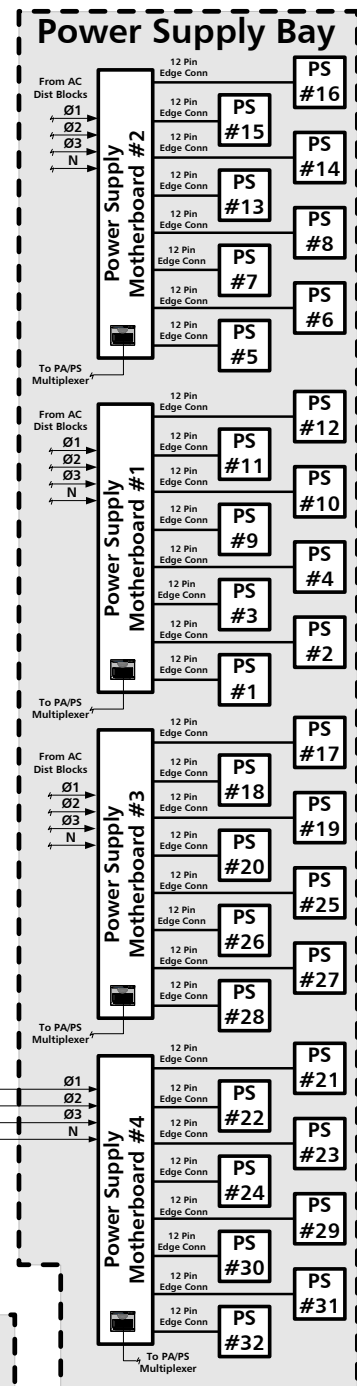 Power Supply Bay
From AC
Dist Blocks
Ø1
Ø2
Ø3
N
Power Supply
Motherboard #2
To PA/PS
Multiplexer
12 Pin
Edge Conn
PS
#16
12 Pin
Edge Conn
PS
#15
12 Pin
Edge Conn
PS
#14
12 Pin
Edge Conn
PS
#13
12 Pin
Edge Conn
PS
#8
12 Pin
Edge Conn
PS
#7
12 Pin
Edge Conn
PS
#6
12 Pin
Edge Conn
PS
#5
From AC
Dist Blocks
Ø1
Ø2
Ø3
N
Power Supply
Motherboard #1
To PA/PS
Multiplexer
12 Pin
Edge Conn
PS
#12
12 Pin
Edge Conn
PS
#11
12 Pin
Edge Conn
PS
#10
12 Pin
Edge Conn
PS
#9
12 Pin
Edge Conn
PS
#4
12 Pin
Edge Conn
PS
#3
12 Pin
Edge Conn
PS
#2
12 Pin
Edge Conn
PS
#1
From AC
Dist Blocks
Ø1
Ø2
Ø3
N
Power Supply
Motherboard #3
To PA/PS
Multiplexer
12 Pin
Edge Conn
PS
#17
12 Pin
Edge Conn
PS
#18
12 Pin
Edge Conn
PS
#19
12 Pin
Edge Conn
PS
#20
12 Pin
Edge Conn
PS
#25
12 Pin
Edge Conn
PS
#26
12 Pin
Edge Conn
PS
#27
12 Pin
Edge Conn
PS
#28
Ø1
Ø2
Ø3
N
Power Supply
Motherboard #4
To PA/PS
Multiplexer
12 Pin
Edge Conn
PS
#21
12 Pin
Edge Conn
PS
#22
12 Pin
Edge Conn
PS
#23
12 Pin
Edge Conn
PS
#24
12 Pin
Edge Conn
PS
#29
12 Pin
Edge Conn
PS
#30
12 Pin
Edge Conn
PS
#31
12 Pin
Edge Conn
PS
#32